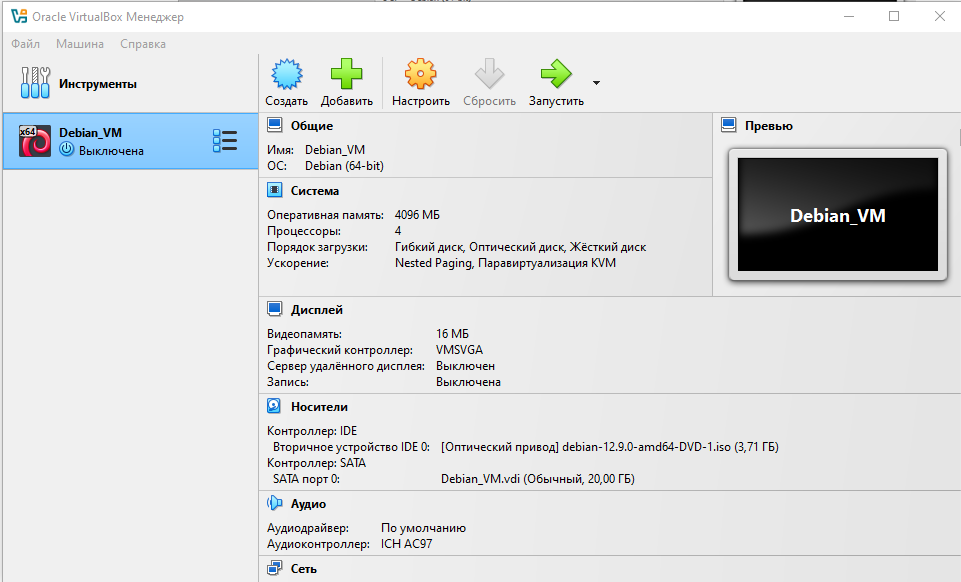 Oracle VirtualBox Менеджер
Файл Машина Справка
Инструменты
Создать Добавить Настроить Сбросить Запустить
x64
Debian_VM
Выключена
Общие
Имя: Debian_VM
ОС: Debian (64-bit)
Превью
Debian_VM
Система
Оперативная память: 4096 МБ
Процессоры: 4
Порядок загрузки: Гибкий диск, Оптический диск, Жёсткий диск
Ускорение: Nested Paging, Паравиртуализация KVM
Дисплей
Видеопамять: 16 МБ
Графический контроллер: VMSVGA
Сервер удалённого дисплея: Выключен
Запись: Выключена
Носители
Контроллер: IDE
Вторичное устройство IDE 0: [Оптический привод] debian-12.9.0-amd64-DVD-1.iso (3,71 ГБ)
Контроллер: SATA
SATA порт 0: Debian_VM.vdi (Обычный, 20,00 ГБ)
Аудио
Аудиодрайвер: По умолчанию
Аудиоконтроллер: ICH AC97
Сеть